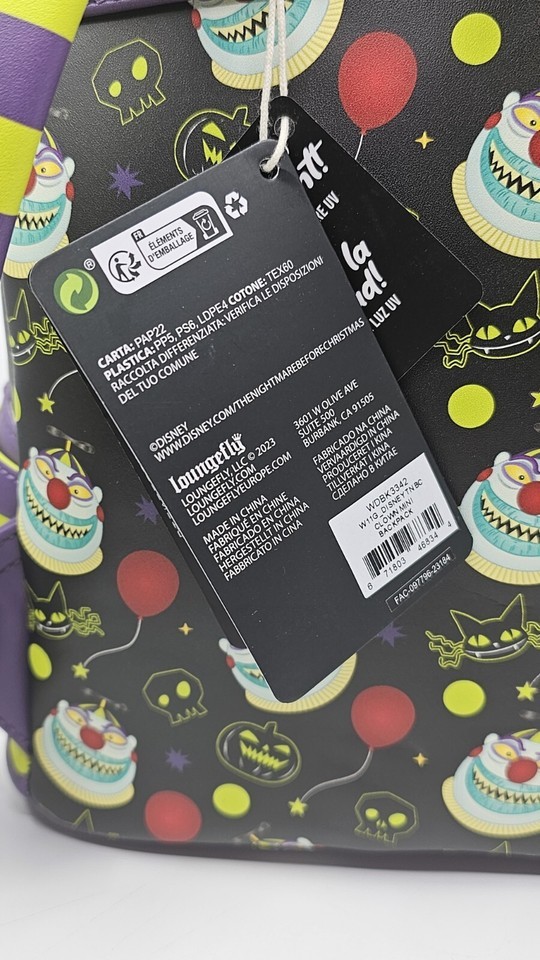 FR
ÉLÉMENTS
D'EMBALLAGE
®
CARTA: PAP22
PLASTICA: PP5, PS6, LDPE4 COTONE: TEX60
RACCOLTA DIFFERENZIATA: VERIFICA LE DISPOSIZIONI
DEL TUO COMUNE
©DISNEY
WWW.DISNEY.COM/THENIGHTMAREBEFORECHRISTMAS
loungefly®
LOUNGEFLY, LLC © 2023
LOUNGEFLY.COM
LOUNGEFLYEUROPE.COM
MADE IN CHINA
FABRIQUÉ EN CHINE
FABRICADO EN CHINA
HERGESTELLT IN CHINA
FABBRICATO IN CINA
3601 W OLIVE AVE
SUITE 500
BURBANK, CA 91505
FABRICADO NA CHINA
VERVAARDIGD IN CHINA
PRODUCERET I KINA
TILLVERKAT I KINA
СДЕЛАНО В КИТАЕ
WDBK3342
W11G_DISNEY TNBC
CLOWN MINI
BACKPACK
6 71803 46834 4
FAC-097796-23184
UV
la
LUZ UV